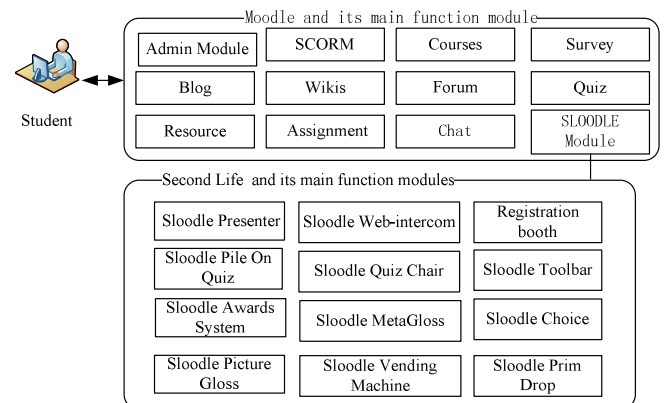 Moodle and its main function module
Admin Module
SCORM
Courses
Survey
Blog
Wikis
Forum
Quiz
Student
Resource
Assignment
Chat
SLOODLE
Module
Second Life and its main function modules
Sloodle Presenter
Sloodle Web-intercom
Registration
booth
Sloodle Pile On
Quiz
Sloodle Quiz Chair
Sloodle Toolbar
Sloodle Awards
System
Sloodle MetaGloss
Sloodle Choice
Sloodle Picture
Gloss
Sloodle Vending
Machine
Sloodle Prim
Drop